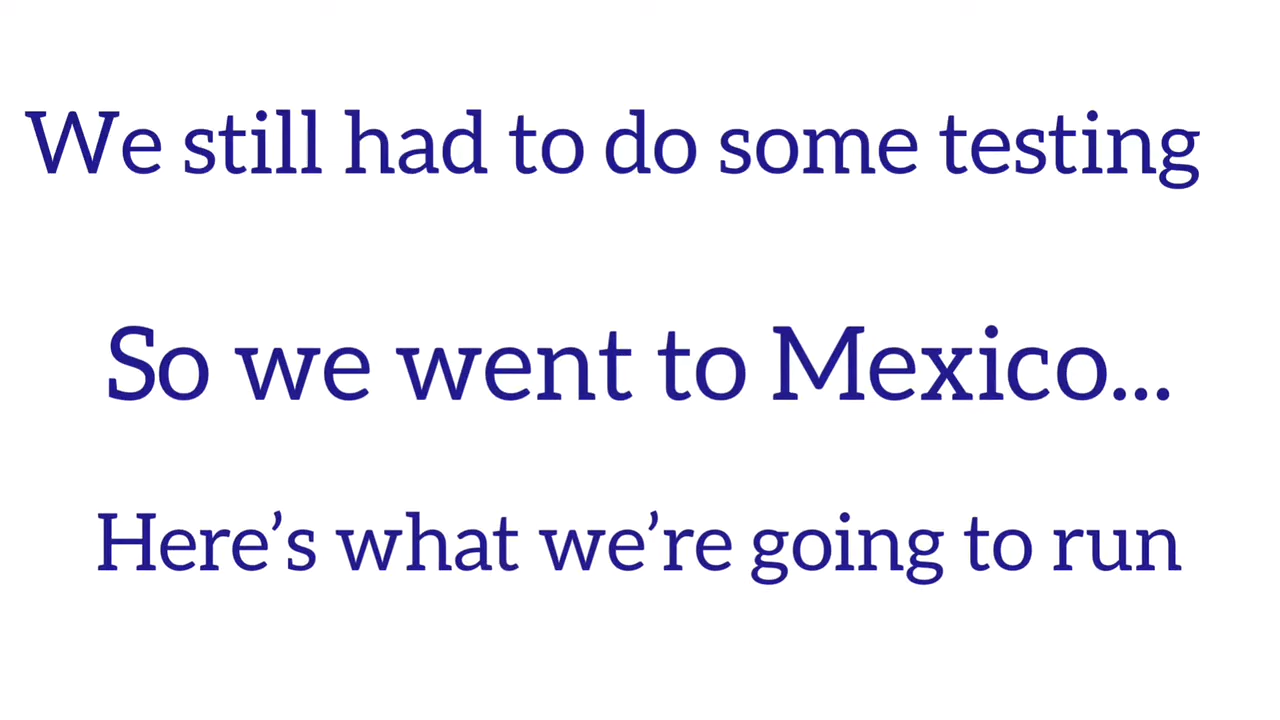 We still had to do some testing
So we went to Mexico...
Here’s what we’re going to run